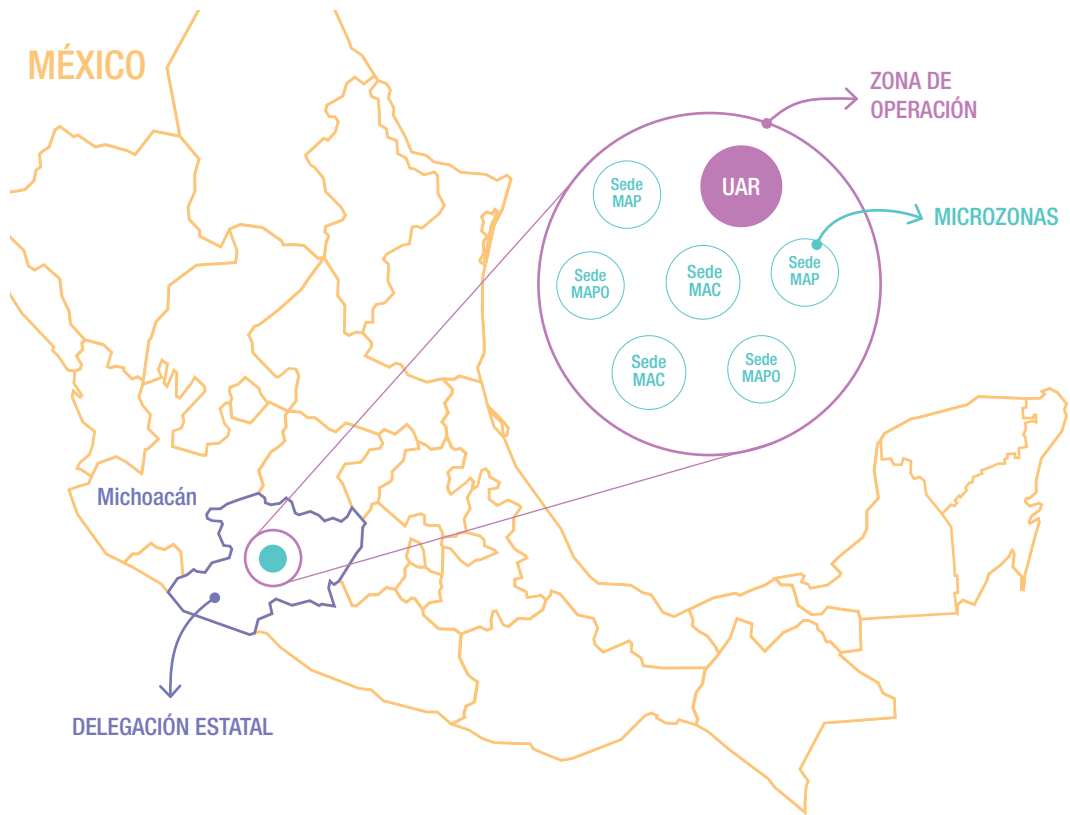 MÉXICO
ZONA DE
OPERACIÓN
UAR
Sede
MAP
MICROZONAS
Sede
MAPO
Sede
MAC
Sede
MAP
Sede
MAC
Sede
MAPO
Michoacán
DELEGACIÓN ESTATAL